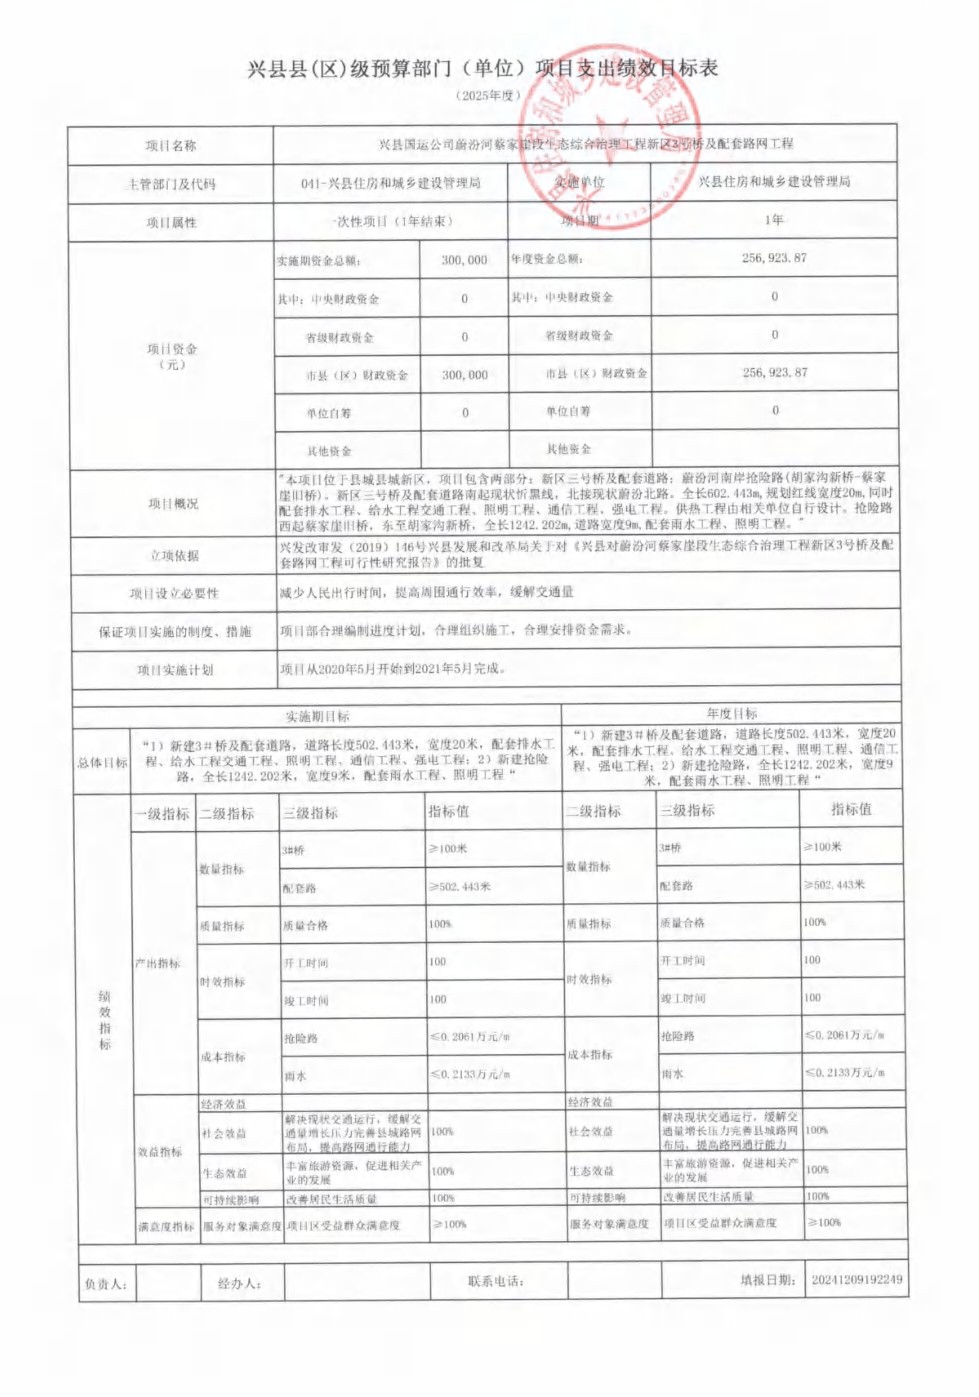 兴县县(区)级预算部门（单位）项目支出绩效目标表
（2025年度）
项目名称 兴县国运公司蔚汾河蔡家崖段生态综合治理工程新区3号桥及配套路网工程
主管部门及代码 041-兴县住房和城乡建设管理局 实施单位 兴县住房和城乡建设管理局
项目属性 一次性项目（1年结束） 项目期 1年
项目资金
（元）
实施期资金总额： 300,000 年度资金总额： 256,923.87
其中：中央财政资金 0 其中：中央财政资金 0
省级财政资金 0 省级财政资金 0
市县（区）财政资金 300,000 市县（区）财政资金 256,923.87
单位自筹 0 单位自筹 0
其他资金 其他资金
项目概况
"本项目位于县城县城新区，项目包含两部分：新区三号桥及配套道路；蔚汾河南岸抢险路(胡家沟新桥-蔡家
崖旧桥)。新区三号桥及配套道路南起现状忻黑线，北接现状蔚汾北路。全长602.443m,规划红线宽度20m,同时
配套排水工程、给水工程交通工程、照明工程、通信工程、强电工程。供热工程由相关单位自行设计。抢险路
西起蔡家崖旧桥，东至胡家沟新桥，全长1242.202m,道路宽度9m,配套雨水工程、照明工程。"
立项依据
兴发改审发（2019）146号兴县发展和改革局关于对《兴县对蔚汾河蔡家崖段生态综合治理工程新区3号桥及配
套路网工程可行性研究报告》的批复
项目设立必要性 减少人民出行时间，提高周围通行效率，缓解交通量
保证项目实施的制度、措施 项目部合理编制进度计划，合理组织施工，合理安排资金需求。
项目实施计划 项目从2020年5月开始到2021年5月完成。
实施期目标 年度目标
总体目标
“1）新建3＃桥及配套道路，道路长度502.443米，宽度20米，配套排水工
程、给水工程交通工程、照明工程、通信工程、强电工程；2）新建抢险
路，全长1242.202米，宽度9米，配套雨水工程、照明工程“
“1）新建3＃桥及配套道路，道路长度502.443米，宽度20
米，配套排水工程、给水工程交通工程、照明工程、通信工
程、强电工程；2）新建抢险路，全长1242.202米，宽度9
米，配套雨水工程、照明工程“
绩效指标
一级指标 二级指标 三级指标 指标值 二级指标 三级指标 指标值
产出指标
数量指标 3#桥 ≥100米 数量指标 3#桥 ≥100米
配套路 ≥502.443米 配套路 ≥502.443米
质量指标 质量合格 100% 质量指标 质量合格 100%
时效指标 开工时间 100 时效指标 开工时间 100
竣工时间 100 竣工时间 100
成本指标 抢险路 ≤0.2061万元/m 成本指标 抢险路 ≤0.2061万元/m
雨水 ≤0.2133万元/m 雨水 ≤0.2133万元/m
效益指标
经济效益 经济效益
社会效益
解决现状交通运行，缓解交
通量增长压力完善县城路网
布局，提高路网通行能力
100%
社会效益
解决现状交通运行，缓解交
通量增长压力完善县城路网
布局，提高路网通行能力
100%
生态效益
丰富旅游资源，促进相关产
业的发展
100%
生态效益
丰富旅游资源，促进相关产
业的发展
100%
可持续影响 改善居民生活质量 100% 可持续影响 改善居民生活质量 100%
满意度指标 服务对象满意度 项目区受益群众满意度 ≥100% 服务对象满意度 项目区受益群众满意度 ≥100%
负责人： 经办人： 联系电话： 填报日期： 20241209192249